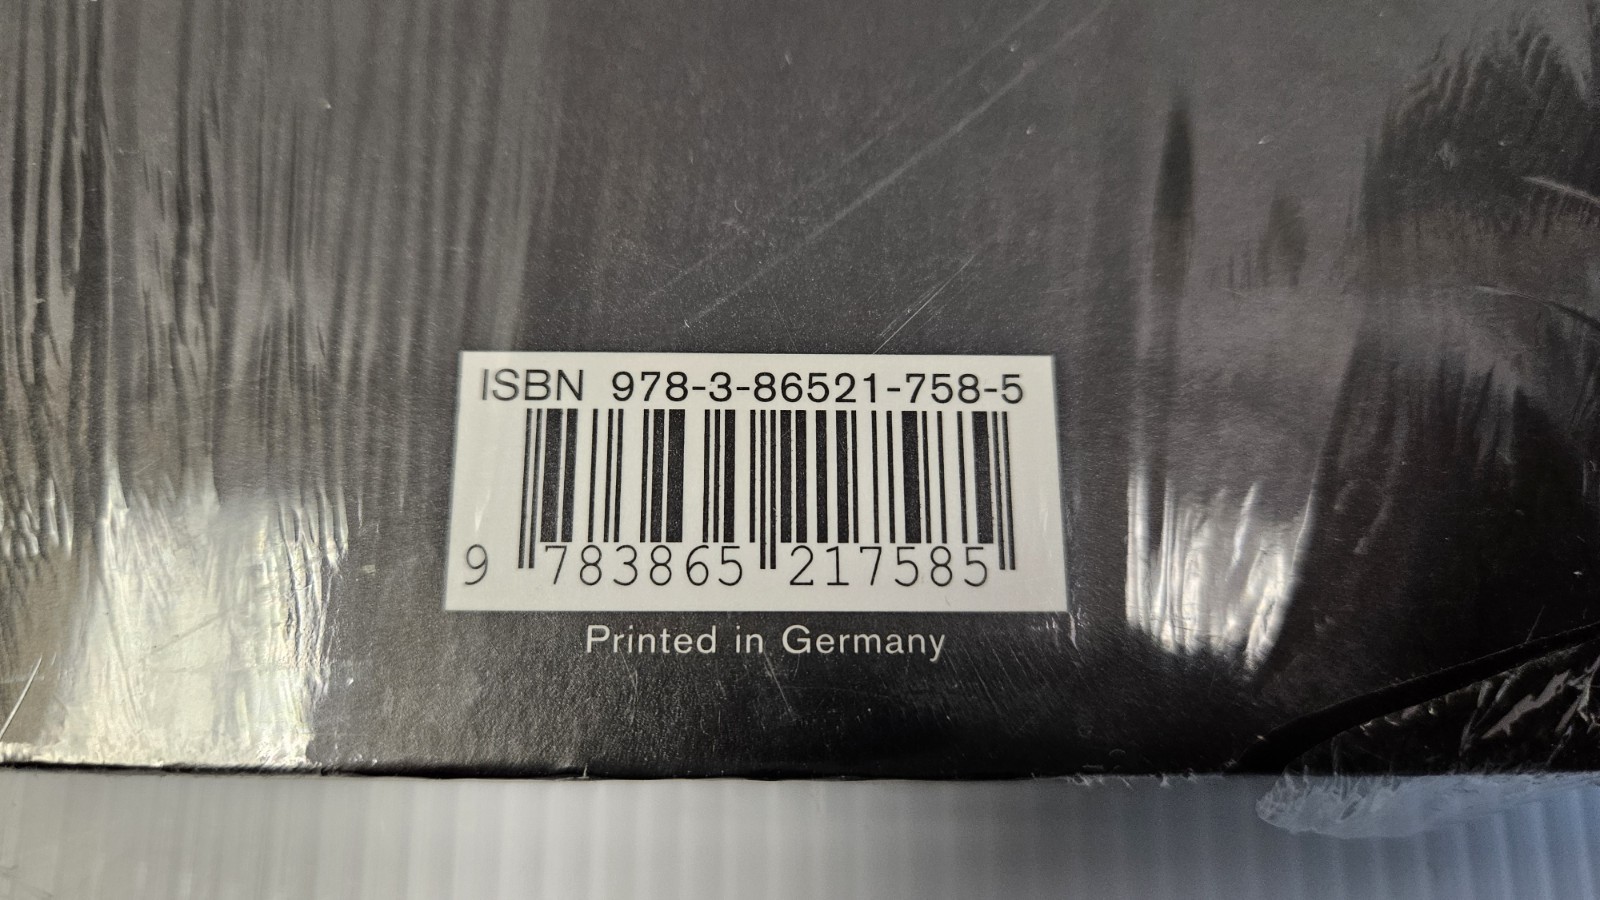 ISBN 978-3-86521-758-5
9 783865 217585
Printed in Germany